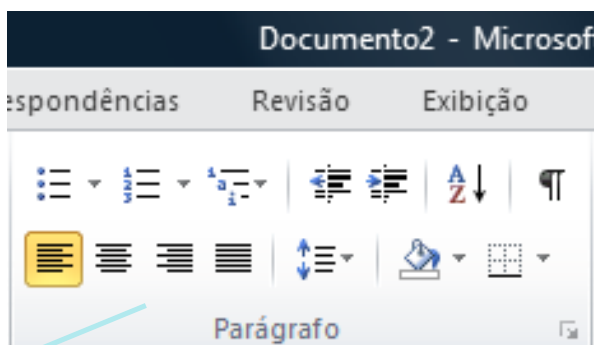 Documento2 - Microsof
espondências Revisão Exibição
Parágrafo